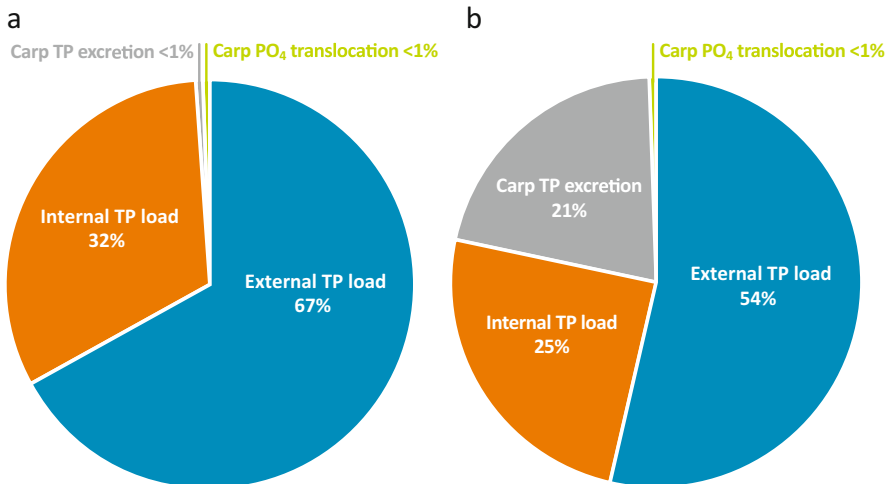 a
Carp TP excretion <1%
Carp PO₄ translocation <1%
Internal TP load
32%
External TP load
67%
b
Carp PO₄ translocation <1%
Carp TP excretion
21%
External TP load
54%
Internal TP load
25%